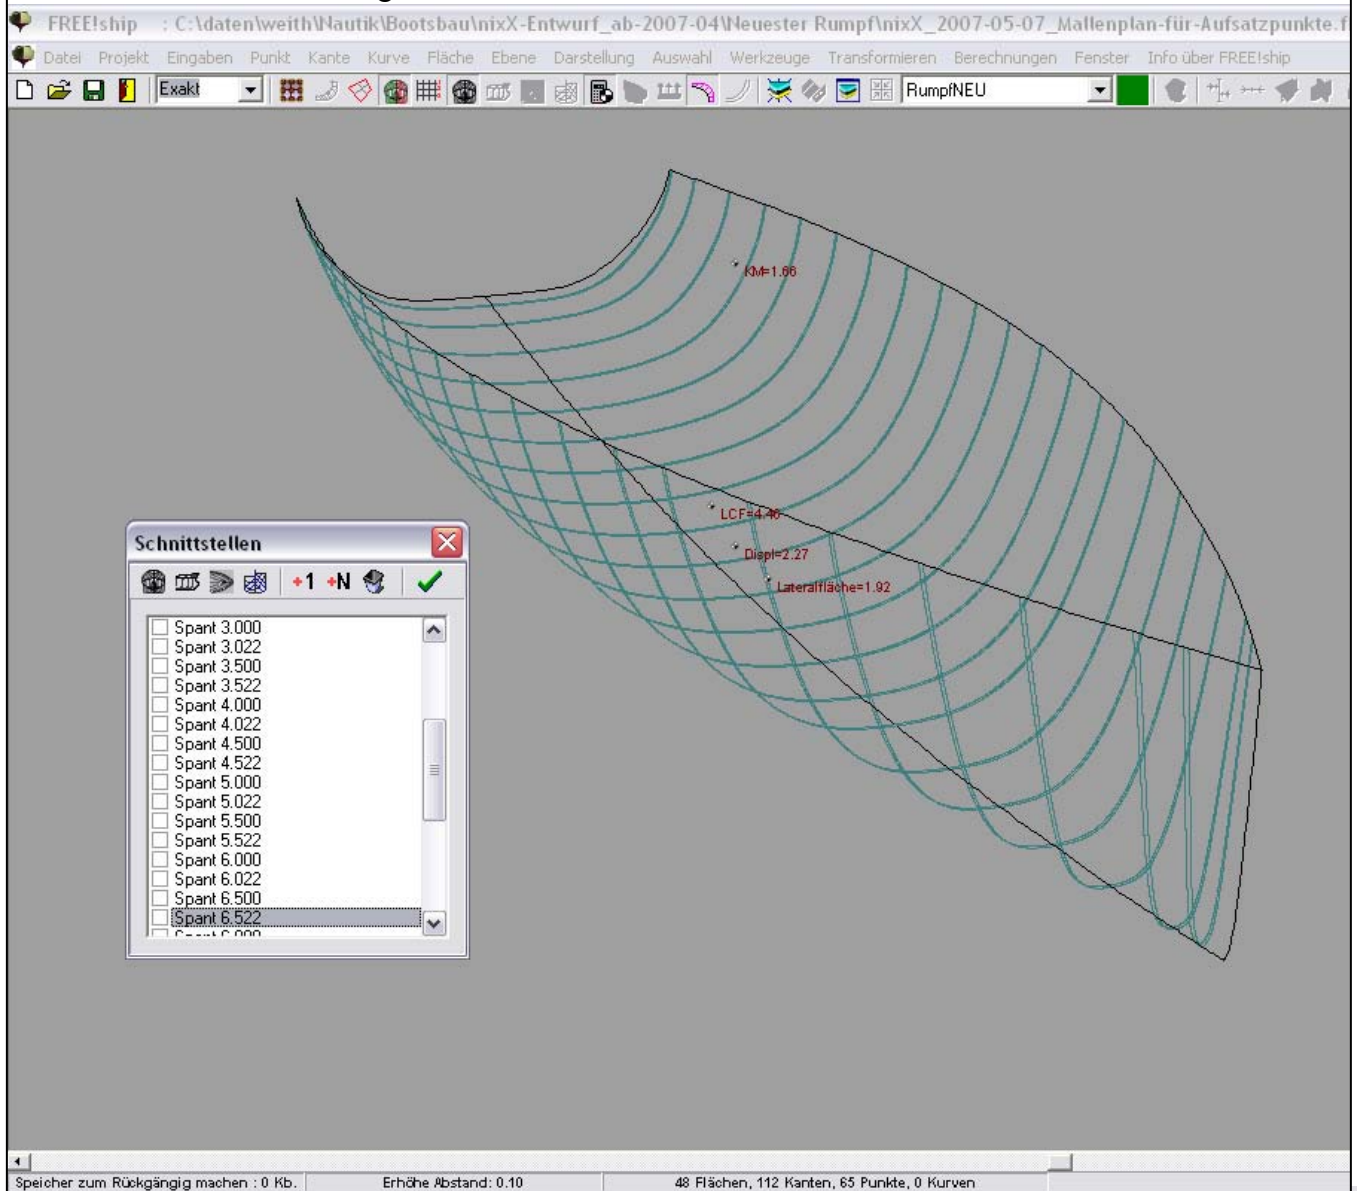 FREE!ship : C:\daten\weith\Nautik\Bootsbau\nixX-Entwurf_ab-2007-04\Neuester Rumpf\nixX_2007-05-07_Mallenplan-für-Aufsatzpunkte.f
Datei Projekt Eingaben Punkt Kante Kurve Fläche Ebene Darstellung Auswahl Werkzeuge Transformieren Berechnungen Fenster Info über FREE!ship
Exakt RumpfNEU
KM=1.66
LCF=4.46
Displ=2.27
Lateralfläche=1.92
Schnittstellen
+1 +N
Spant 3.000
Spant 3.022
Spant 3.500
Spant 3.522
Spant 4.000
Spant 4.022
Spant 4.500
Spant 4.522
Spant 5.000
Spant 5.022
Spant 5.500
Spant 5.522
Spant 6.000
Spant 6.022
Spant 6.500
Spant 6.522
Speicher zum Rückgängig machen : 0 Kb. Erhöhe Abstand: 0.10 48 Flächen, 112 Kanten, 65 Punkte, 0 Kurven